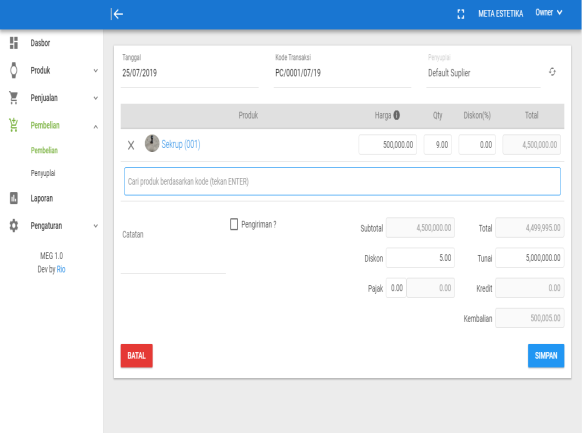 META ESTETIKA Owner
Dasbor
Produk
Penjualan
Pembelian
Pembelian
Penyuplai
Laporan
Pengaturan
MEG 1.0
Dev by Rio
Tanggal Kode Transaksi Penyuplai
25/07/2019 PC/0001/07/19 Default Suplier
Produk Harga Qty Diskon(%) Total
Sekrup (001) 500,000.00 9.00 0.00 4,500,000.00
Cari produk berdasarkan kode (tekan ENTER)
Catatan Pengiriman ?
Subtotal 4,500,000.00 Total 4,499,995.00
Diskon 5.00 Tunai 5,000,000.00
Pajak 0.00 0.00 Kredit 0.00
Kembalian 500,005.00
BATAL SIMPAN